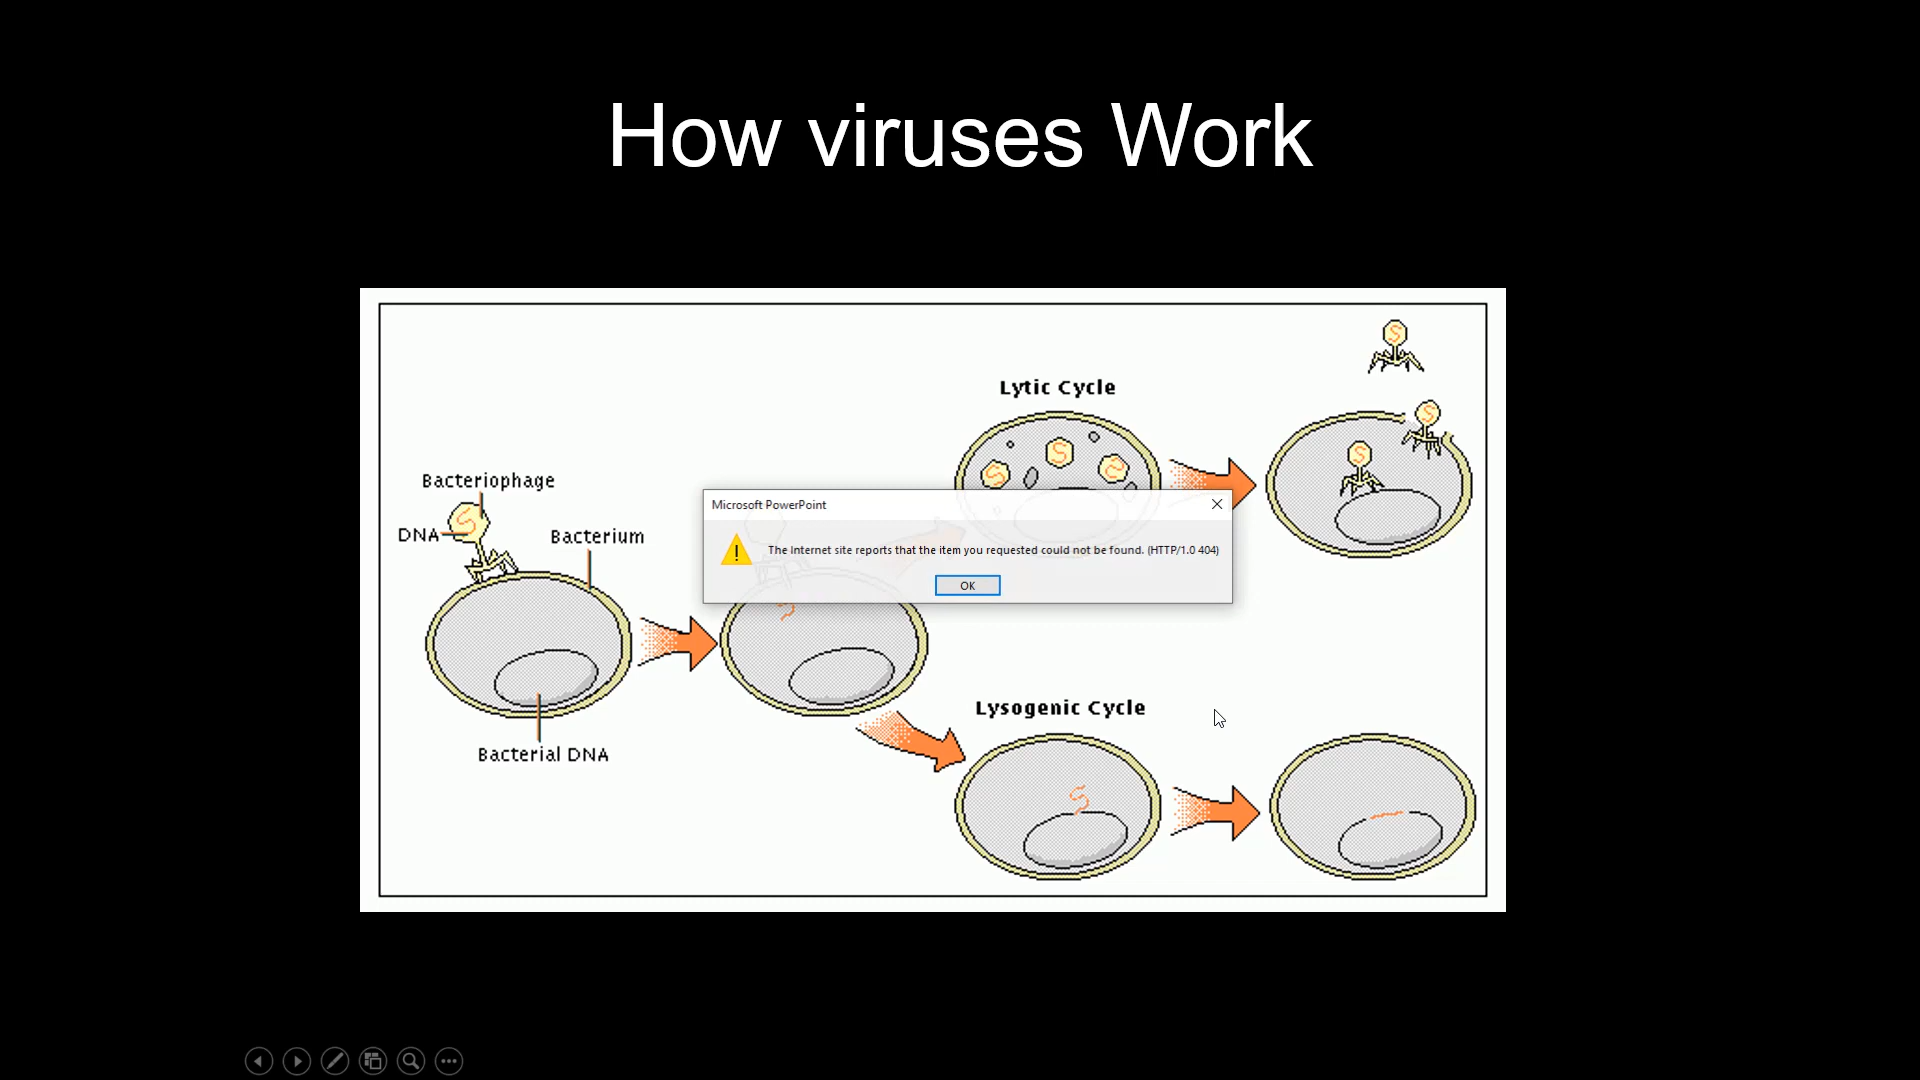 How viruses Work
Lytic Cycle
Bacteriophage
DNA
Bacterium
Microsoft PowerPoint
The Internet site reports that the item you requested could not be found. (HTTP/1.0 404)
OK
Lysogenic Cycle
Bacterial DNA